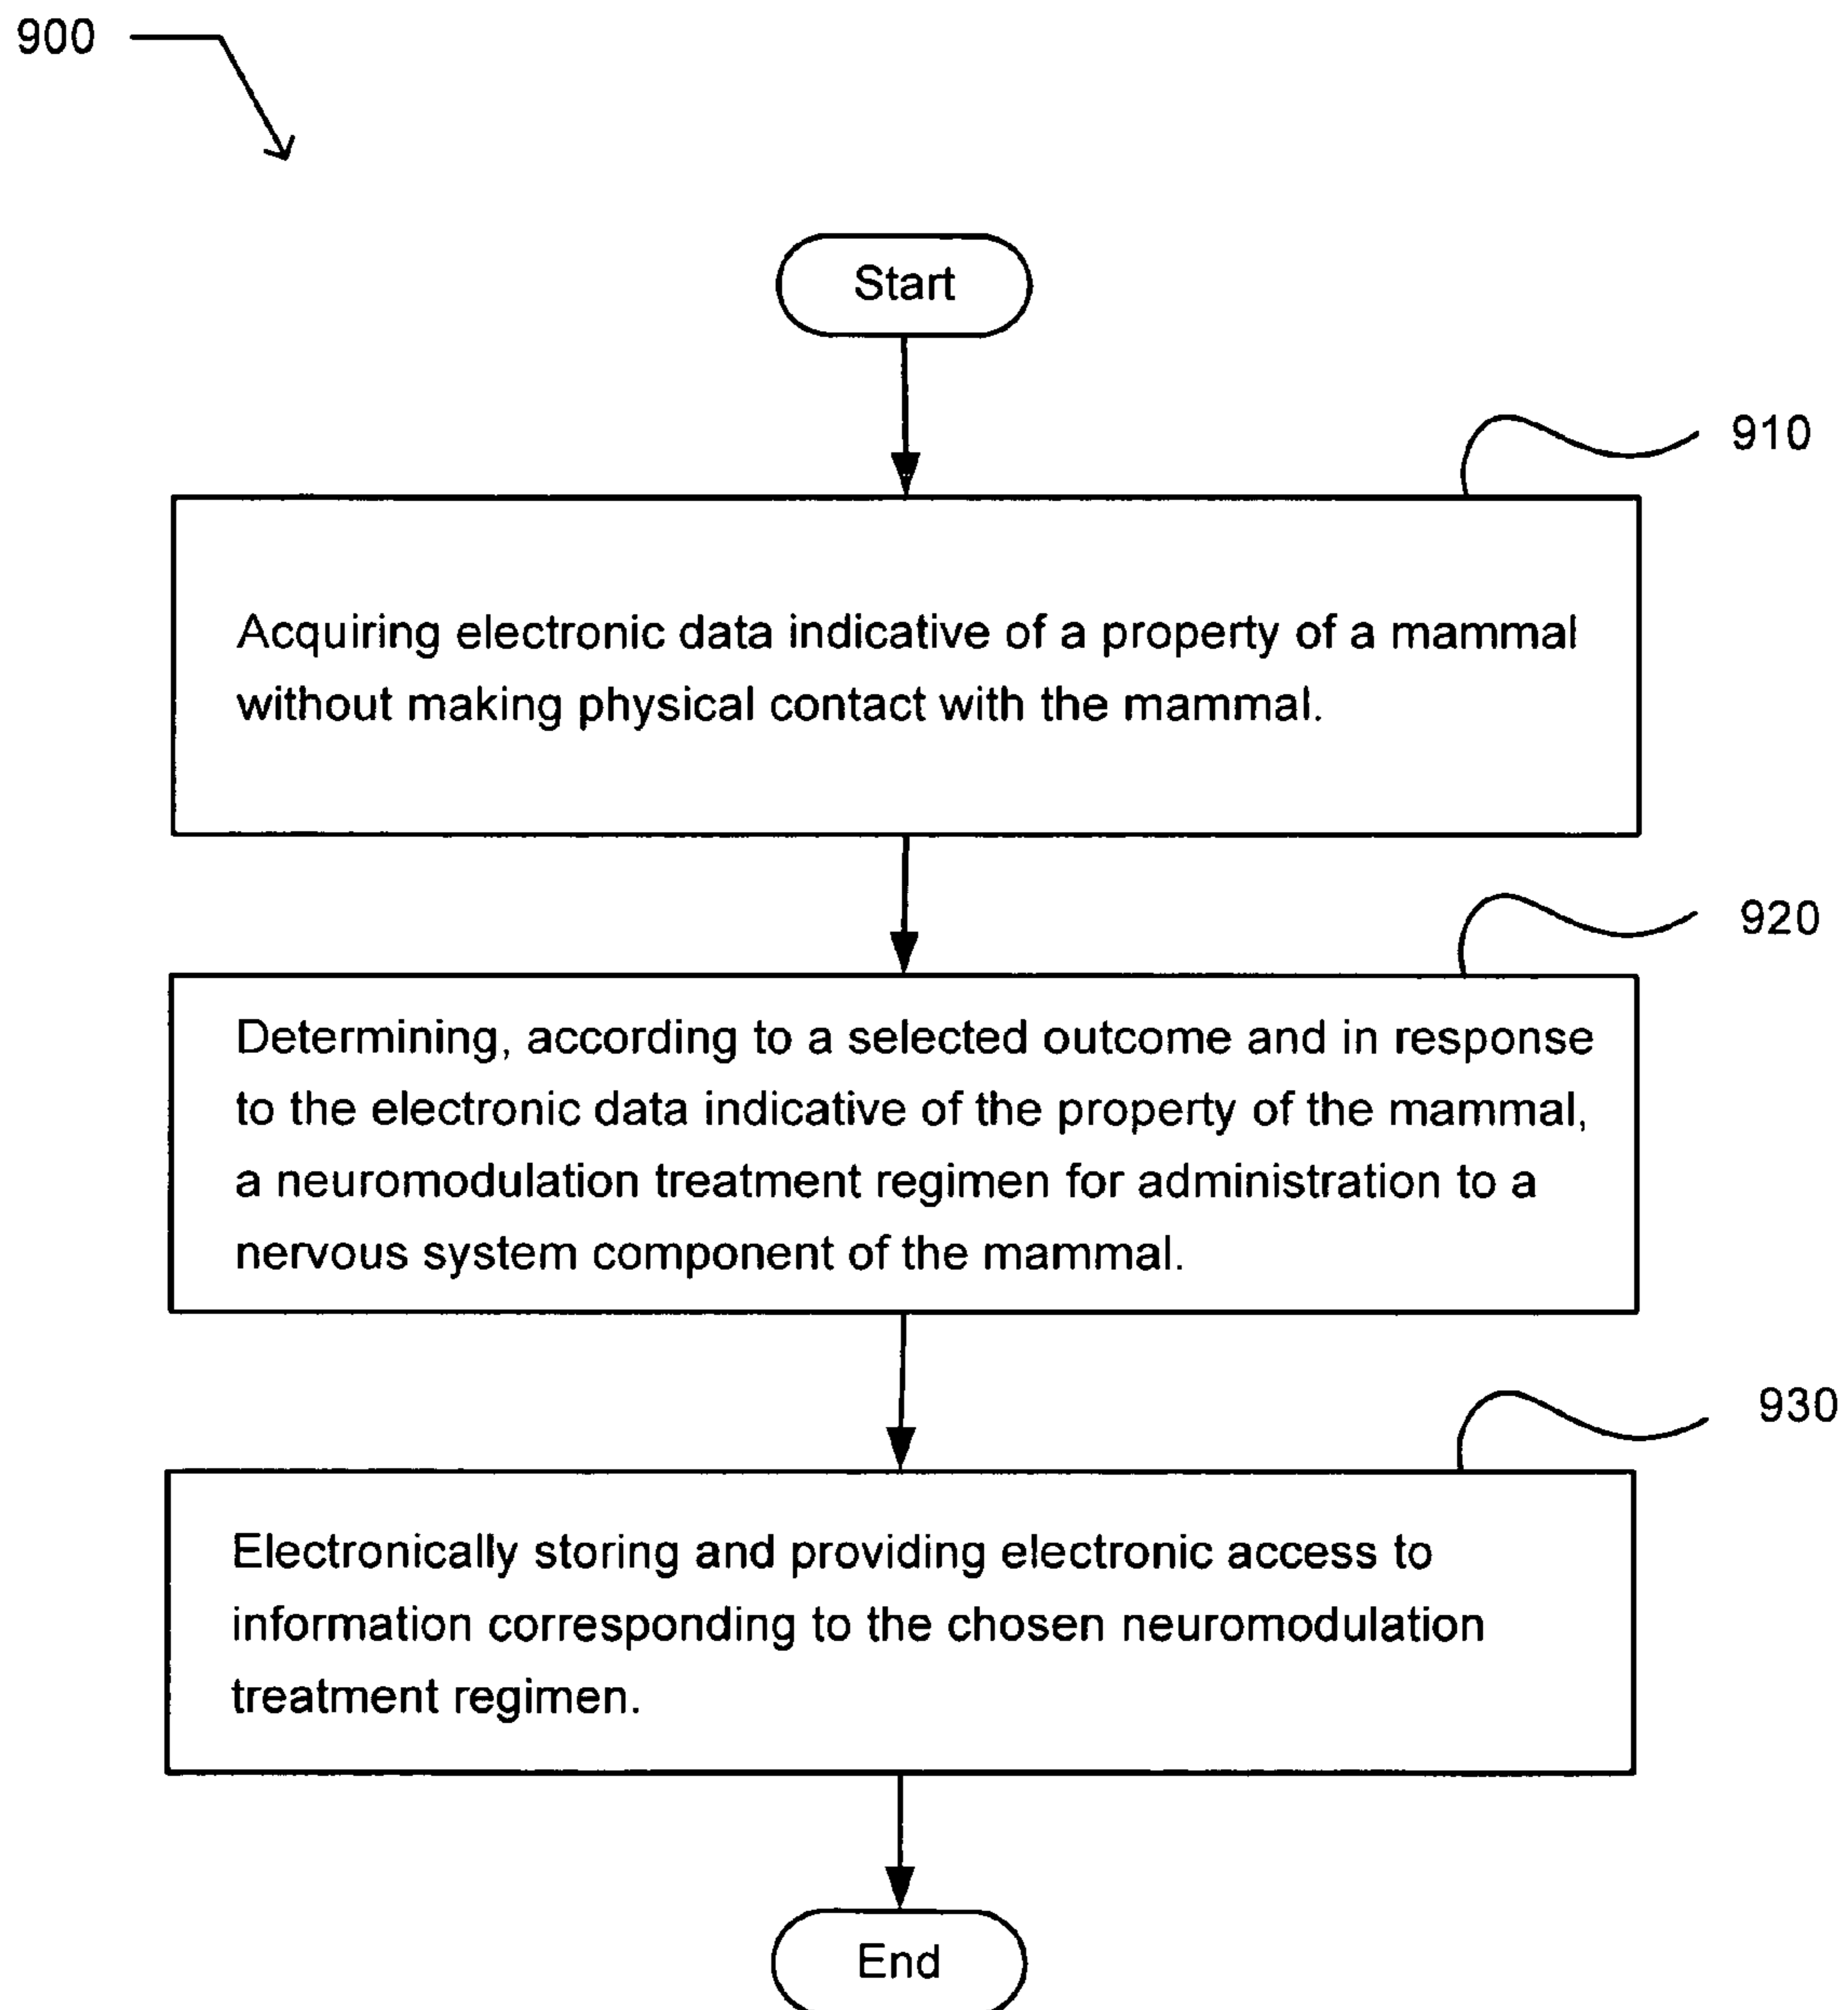 900
Start
910
Acquiring electronic data indicative of a property of a mammal
without making physical contact with the mammal.
920
Determining, according to a selected outcome and in response
to the electronic data indicative of the property of the mammal,
a neuromodulation treatment regimen for administration to a
nervous system component of the mammal.
930
Electronically storing and providing electronic access to
information corresponding to the chosen neuromodulation
treatment regimen.
End